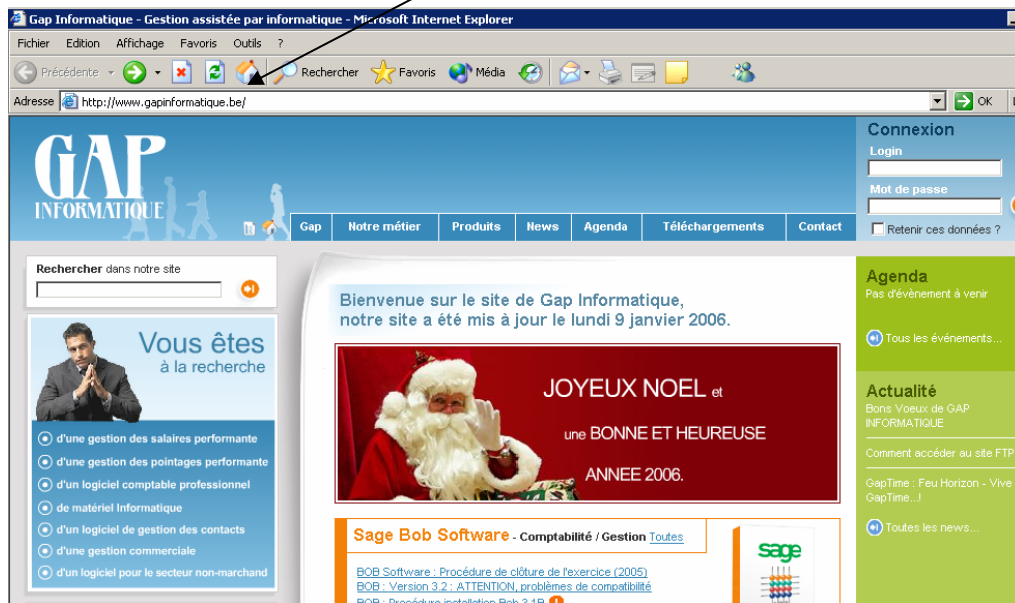 Gap Informatique - Gestion assistée par informatique - Microsoft Internet Explorer
Fichier Edition Affichage Favoris Outils ?
Précédente Rechercher Favoris Média
Adresse http://www.gapinformatique.be/ OK
GAP
INFORMATIQUE
Gap Notre métier Produits News Agenda Téléchargements Contact
Connexion
Login
Mot de passe
Retenir ces données ?
Rechercher dans notre site
Vous êtes
à la recherche
d'une gestion des salaires performante
d'une gestion des pointages performante
d'un logiciel comptable professionnel
de matériel Informatique
d'un logiciel de gestion des contacts
d'une gestion commerciale
d'un logiciel pour le secteur non-marchand
Bienvenue sur le site de Gap Informatique,
notre site a été mis à jour le lundi 9 janvier 2006.
JOYEUX NOEL et
une BONNE ET HEUREUSE
ANNEE 2006.
Sage Bob Software - Comptabilité / Gestion Toutes
BOB Software : Procédure de clôture de l'exercice (2005)
BOB : Version 3.2 : ATTENTION, problèmes de compatibilité
BOB : Procédure installation Bob 3.1B
sage
Agenda
Pas d'évènement à venir
Tous les événements...
Actualité
Bons Voeux de GAP
INFORMATIQUE
Comment accéder au site FTP
GapTime : Feu Horizon - Vive
GapTime...!
Toutes les news...